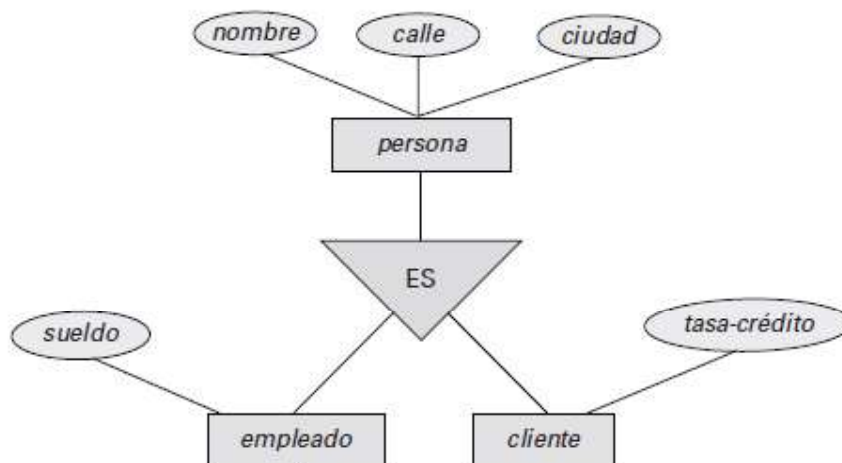 nombre
calle
ciudad
persona
ES
sueldo
tasa-crédito
empleado
cliente